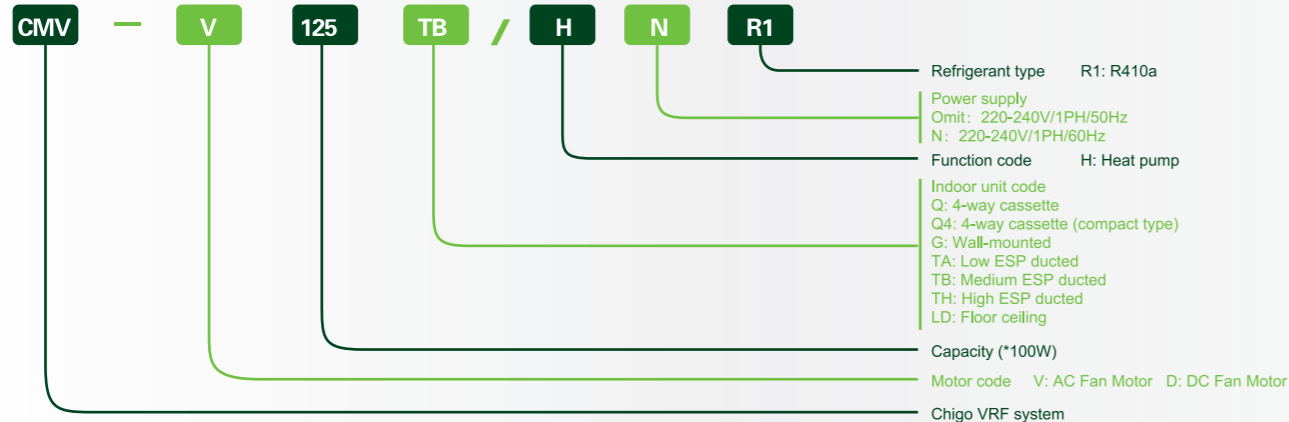 CMV - V 125 TB / H N R1
Refrigerant type R1: R410a
Power supply
Omit: 220-240V/1PH/50Hz
N: 220-240V/1PH/60Hz
Function code H: Heat pump
Indoor unit code
Q: 4-way cassette
Q4: 4-way cassette (compact type)
G: Wall-mounted
TA: Low ESP ducted
TB: Medium ESP ducted
TH: High ESP ducted
LD: Floor ceiling
Capacity (*100W)
Motor code V: AC Fan Motor D: DC Fan Motor
Chigo VRF system